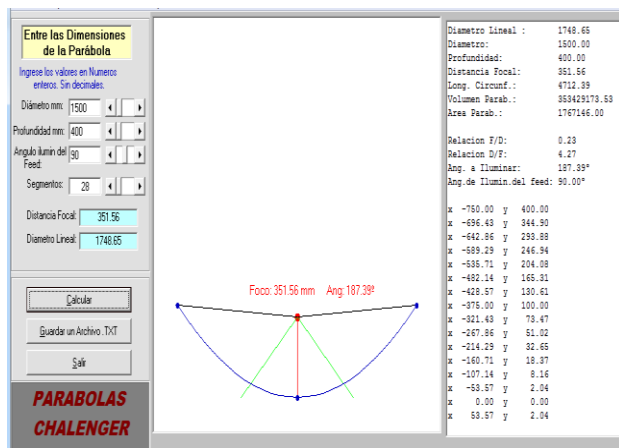 Entre las Dimensiones
de la Parábola
Ingrese los valores en Numeros
enteros. Sin decimales.
Diámetro mm: 1500
Profundidad mm: 400
Angulo ilumin del
Feed: 90
Segmentos: 28
Distancia Focal: 351.56
Diametro Lineal: 1748.65
Calcular
Guardar un Archivo .TXT
Salir
PARABOLAS
CHALENGER
Foco: 351.56 mm Ang: 187.39º
Diametro Lineal : 1748.65
Diametro: 1500.00
Profundidad: 400.00
Distancia Focal: 351.56
Long. Circunf.: 4712.39
Volumen Parab.: 353429173.53
Area Parab.: 1767146.00
Relacion F/D: 0.23
Relacion D/F: 4.27
Ang. a Iluminar: 187.39º
Ang.de Ilumin.del feed: 90.00º
x -750.00 y 400.00
x -696.43 y 344.90
x -642.86 y 293.88
x -589.29 y 246.94
x -535.71 y 204.08
x -482.14 y 165.31
x -428.57 y 130.61
x -375.00 y 100.00
x -321.43 y 73.47
x -267.86 y 51.02
x -214.29 y 32.65
x -160.71 y 18.37
x -107.14 y 8.16
x -53.57 y 2.04
x 0.00 y 0.00
x 53.57 y 2.04